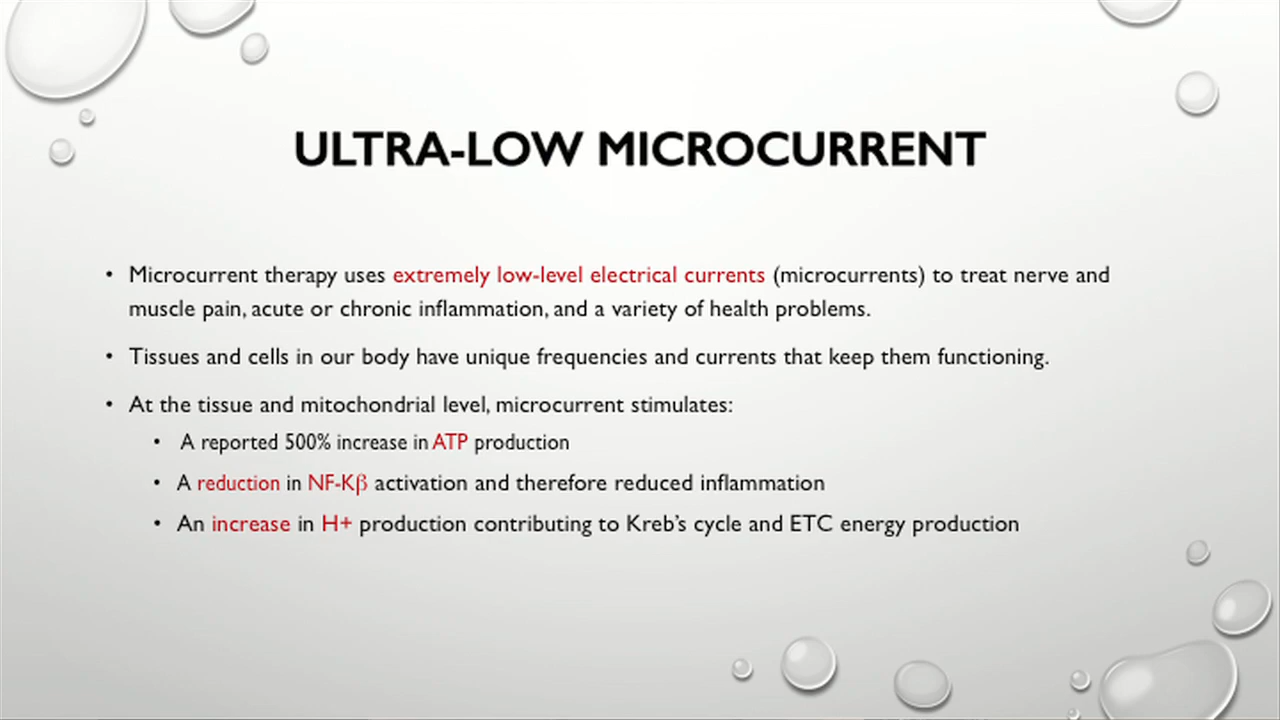 ULTRA-LOW MICROCURRENT
• Microcurrent therapy uses extremely low-level electrical currents (microcurrents) to treat nerve and
muscle pain, acute or chronic inflammation, and a variety of health problems.
• Tissues and cells in our body have unique frequencies and currents that keep them functioning.
• At the tissue and mitochondrial level, microcurrent stimulates:
• A reported 500% increase in ATP production
• A reduction in NF-Kβ activation and therefore reduced inflammation
• An increase in H+ production contributing to Kreb's cycle and ETC energy production